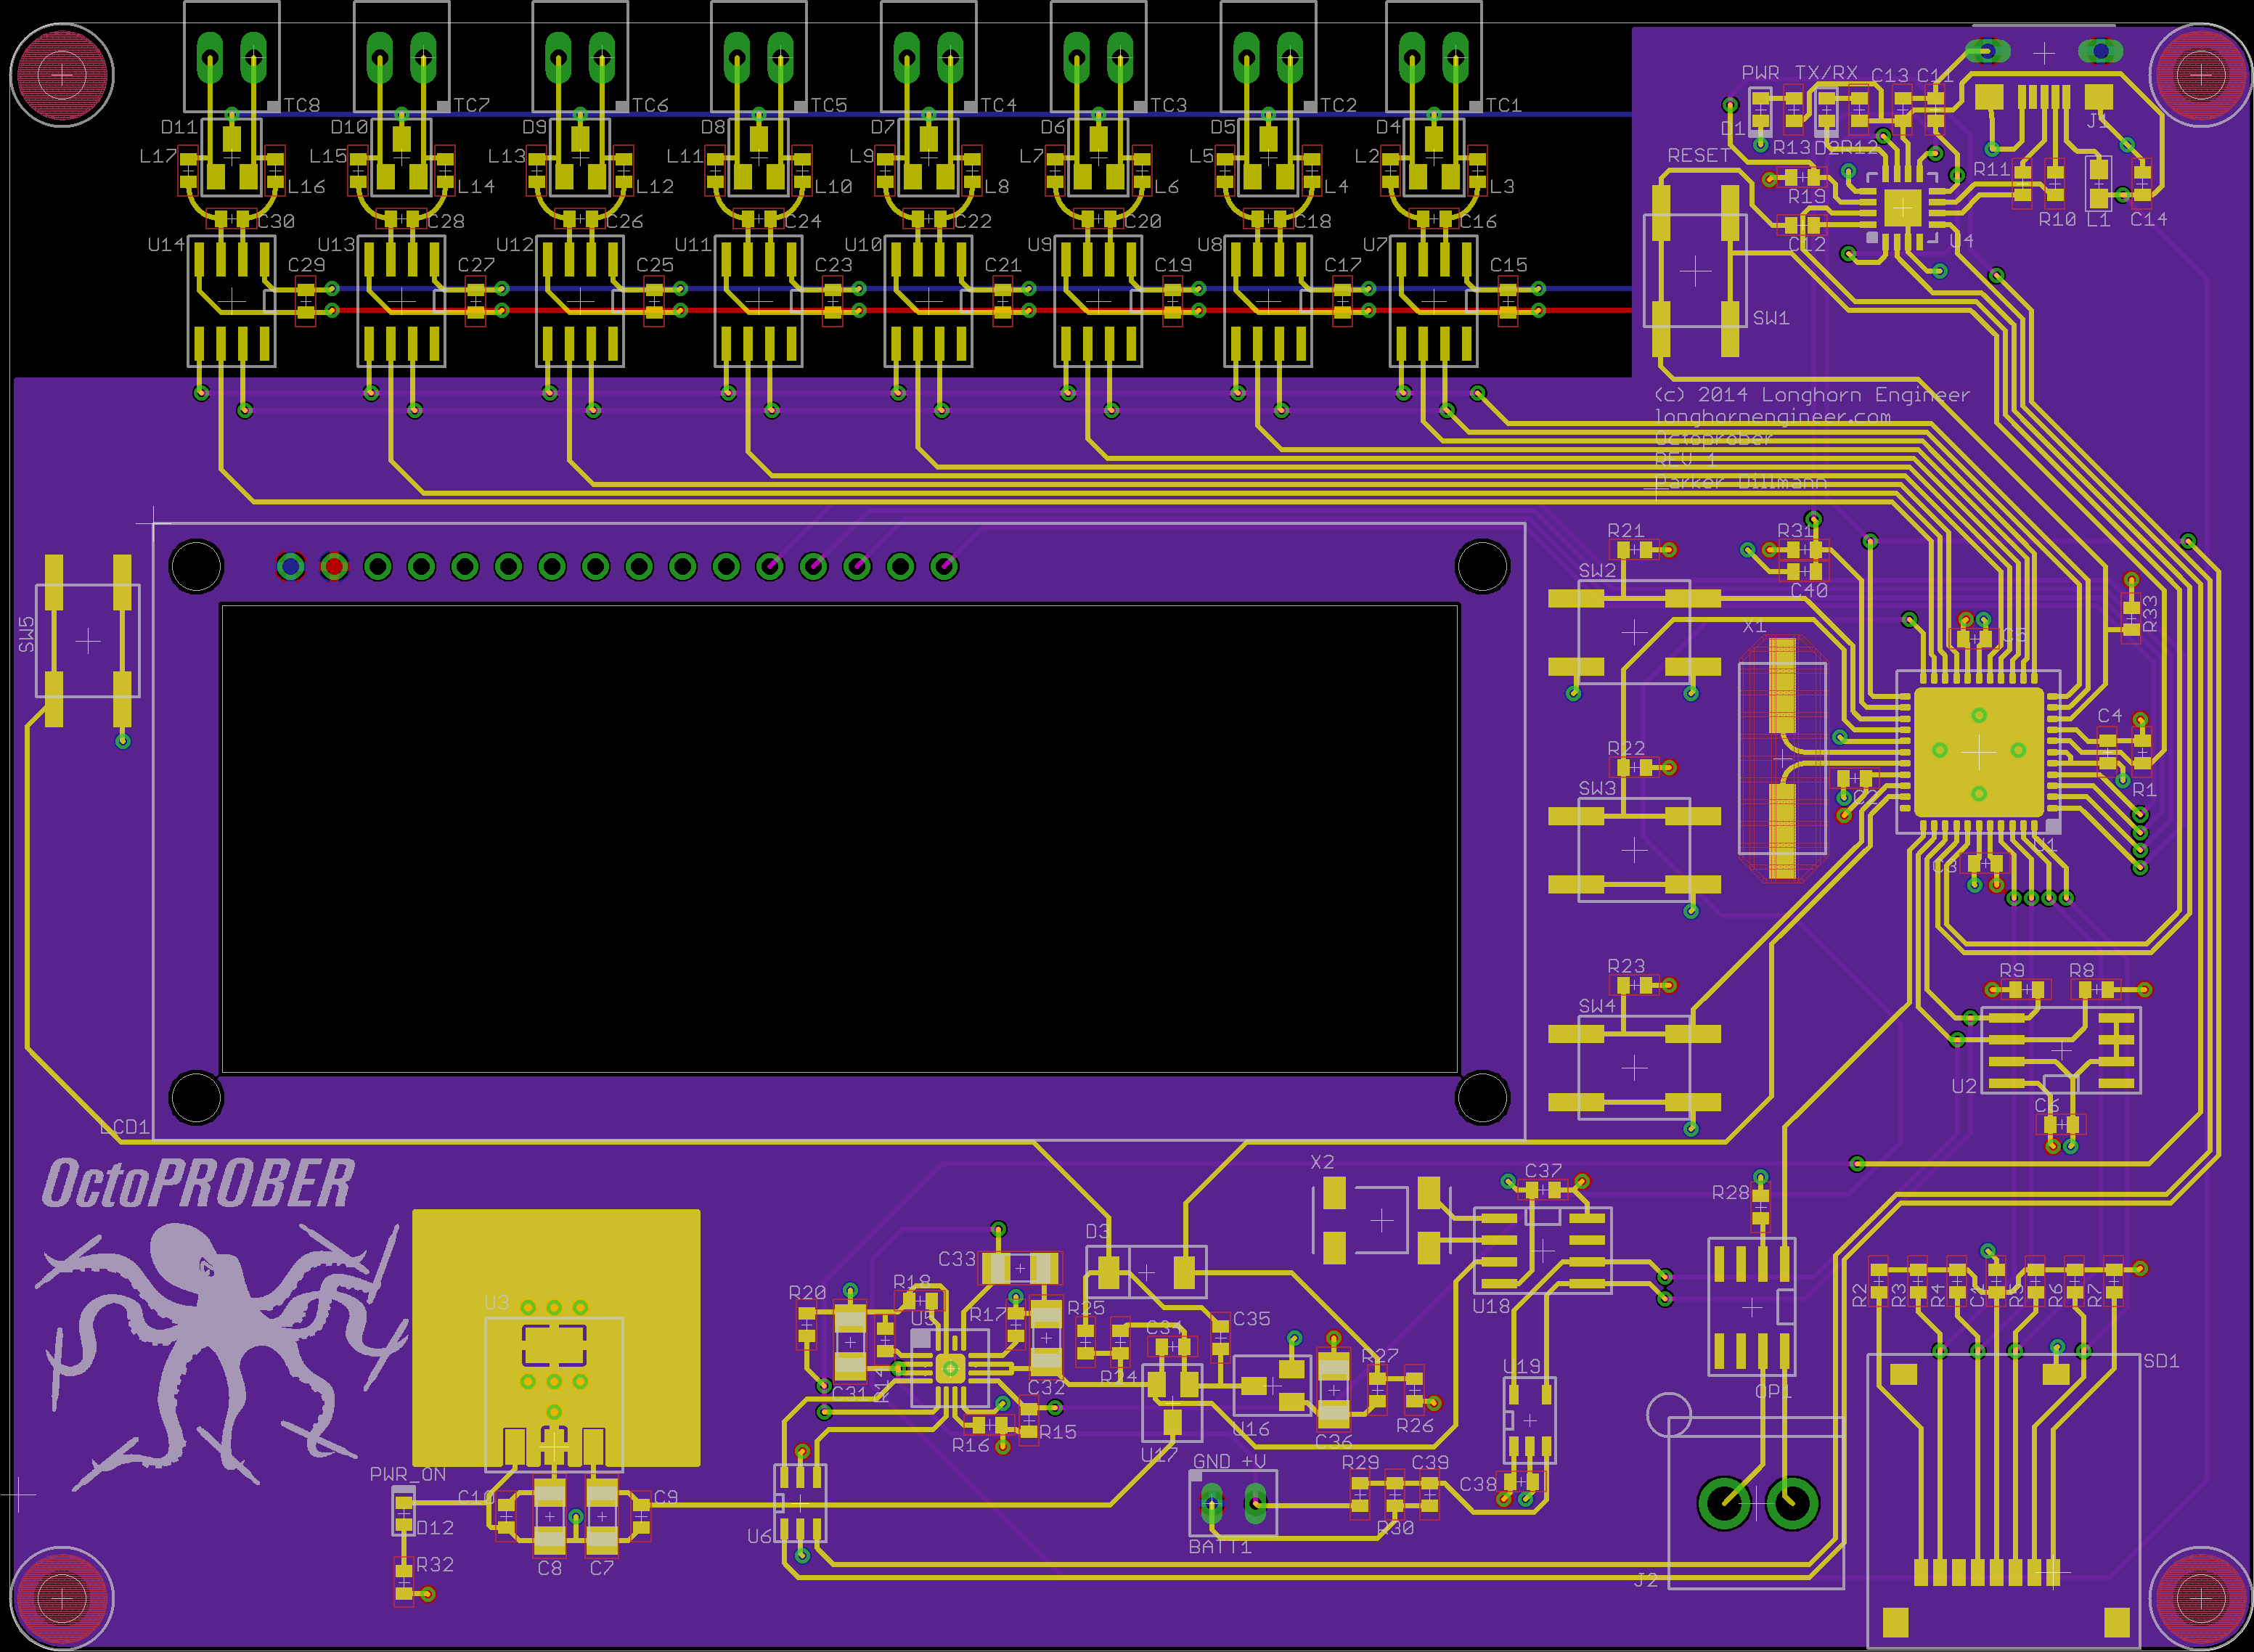 TC8 TC7 TC6 TC5 TC4 TC3 TC2 TC1
PWR TX/RX C13 C11
D11 D10 D9 D8 D7 D6 D5 D4 D1 J1
L17 L15 L13 L11 L9 L7 L5 L2 RESET R13 D2 R12
L16 L14 L12 L10 L8 L6 L4 L3 R11 R19
C30 C28 C26 C24 C22 C20 C18 C16 R10 L1 C14
U14 U13 U12 U11 U10 U9 U8 U7 C12 U4
C29 C27 C25 C23 C21 C19 C17 C15
SW1
(c) 2014 Longhorn Engineer
longhornengineer.com
Octoprober
REV 1
Parker Dillmann
R21 R31
SW2 C40
SW5 X1 C5 R33
C4
R22
SW3 C2 R1
U1
C3
R23 R9 R8
SW4
U2
C6
LCD1
OctoPROBER
X2 C37
R28
D3
C33
U3 R20 R18 R17 R25 U18 R2 R3 R4 C1 R5 R6 R7
U5 C34 C35
R14 R24 R27 U19 SD1
C31 C32 OP1
R16 R15 U17 U16 C36 R26
PWR_ON GND +V R29 C39 C38
C10 C9
D12 U6 R30
BATT1
R32 C8 C7 J2